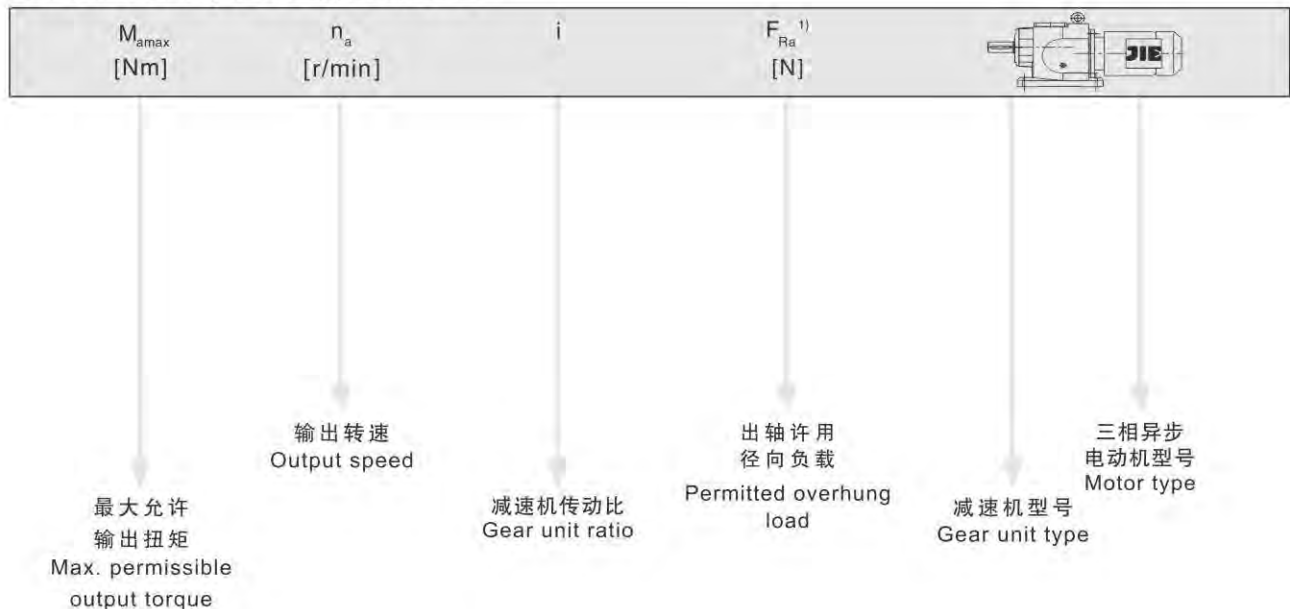 Mamax
[Nm]
na
[r/min]
i
FRa 1)
[N]
JIE
输出转速
Output speed
出轴许用
径向负载
Permitted overhung
load
三相异步
电动机型号
Motor type
最大允许
输出扭矩
Max. permissible
output torque
减速机传动比
Gear unit ratio
减速机型号
Gear unit type